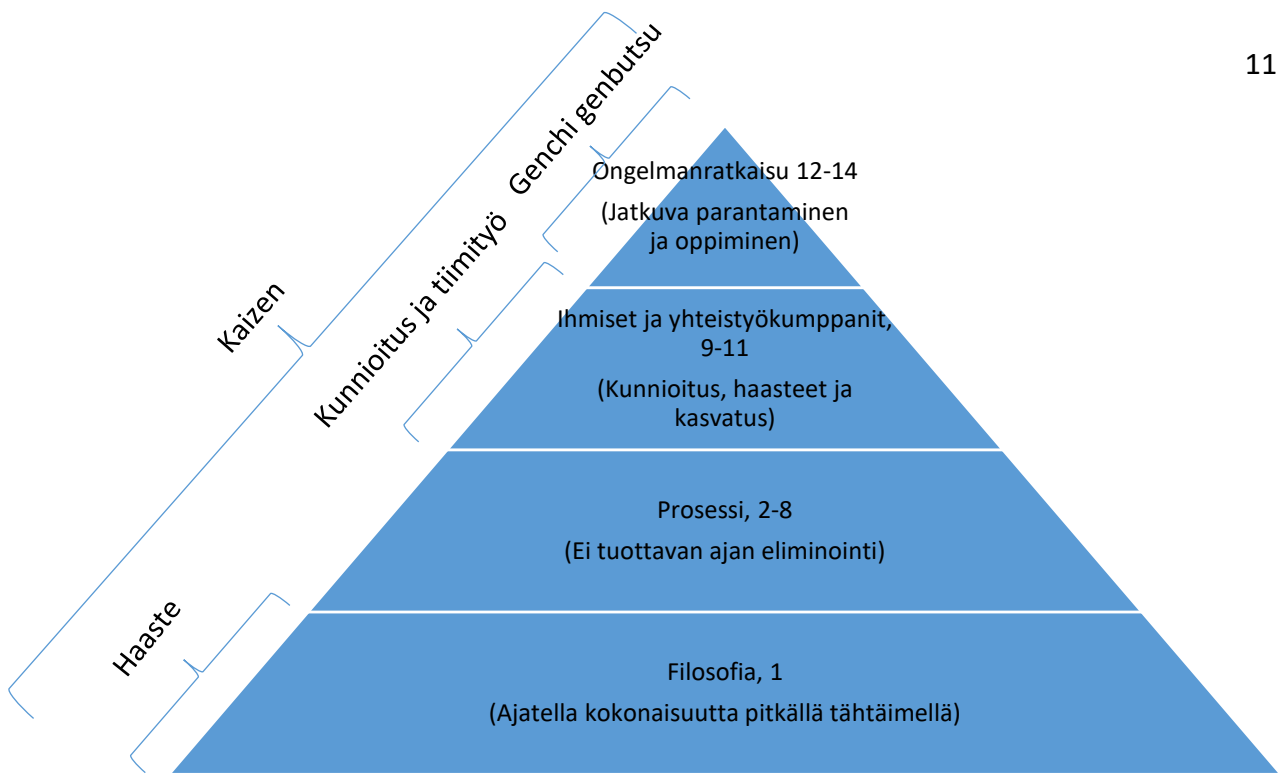 11
Genchi genbutsu
Kunnioitus ja tiimityö
Kaizen
Haaste
Ongelmanratkaisu 12-14
(Jatkuva parantaminen
ja oppiminen)
Ihmiset ja yhteistyökumppanit,
9-11
(Kunnioitus, haasteet ja
kasvatus)
Prosessi, 2-8
(Ei tuottavan ajan eliminointi)
Filosofia, 1
(Ajatella kokonaisuutta pitkällä tähtäimellä)